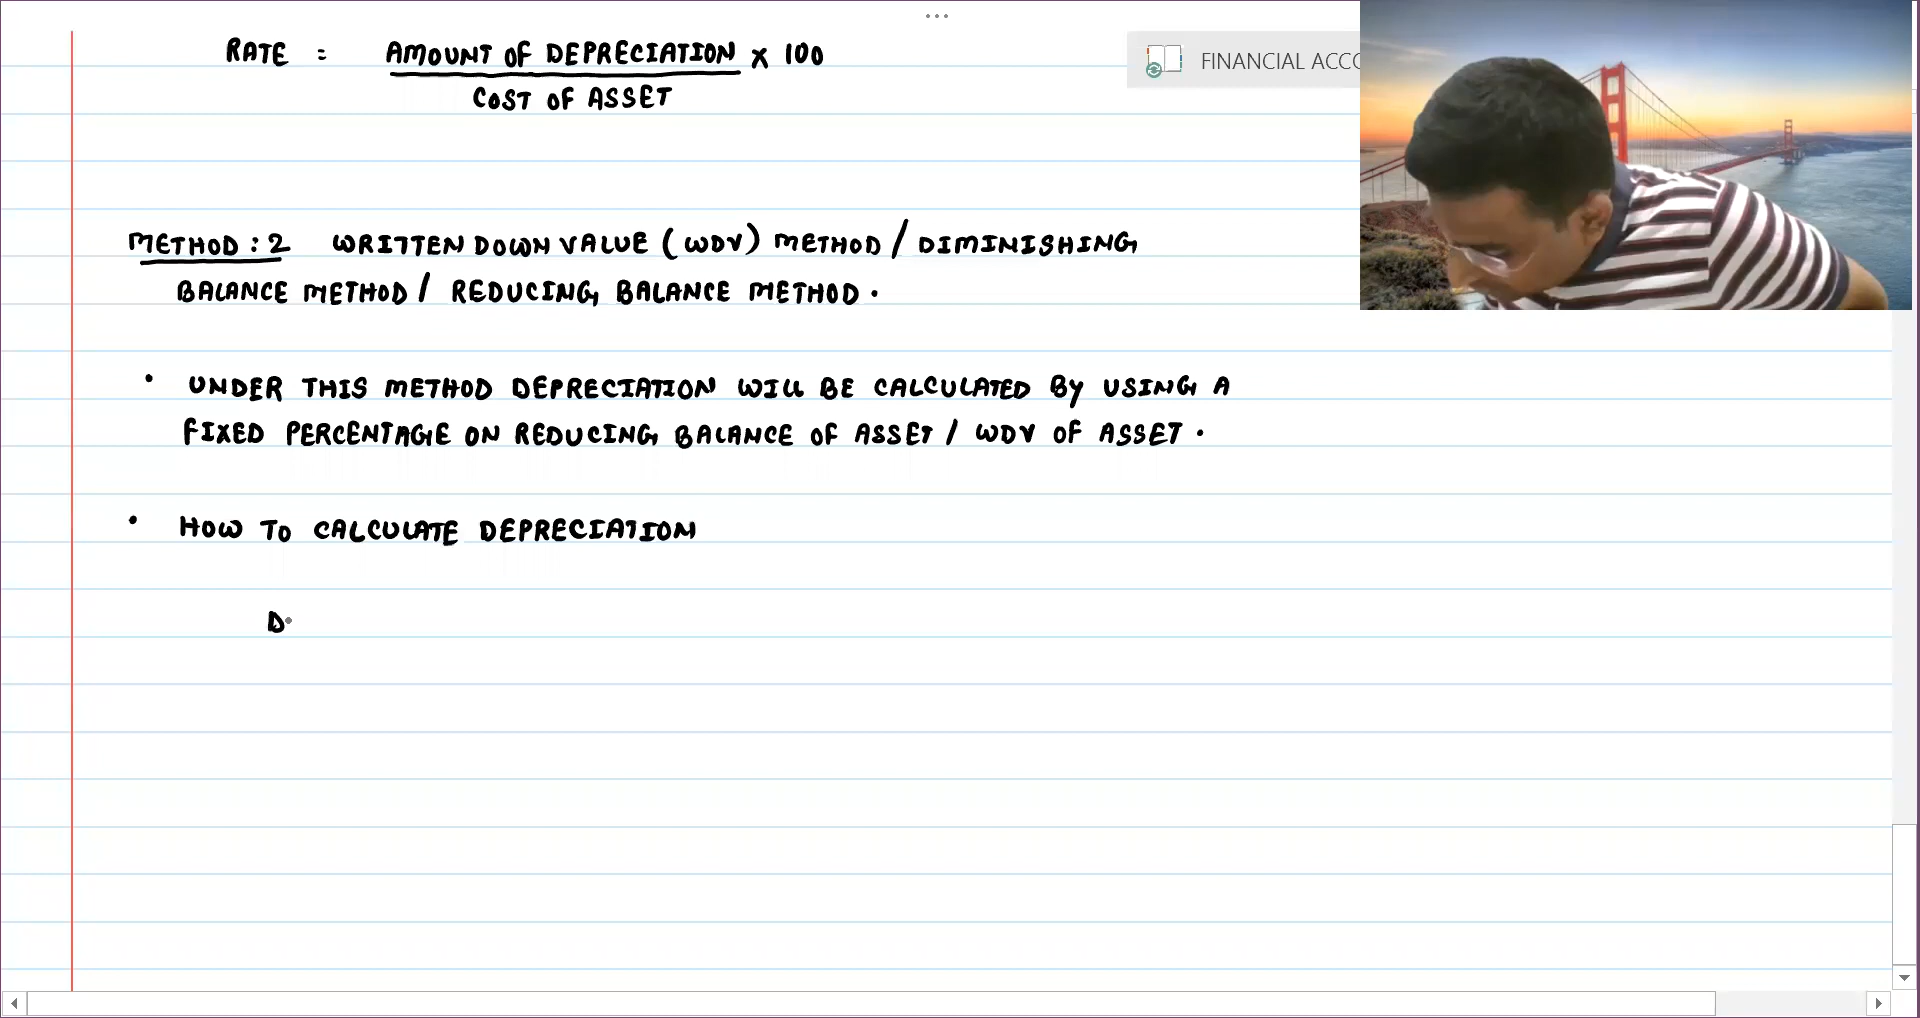 RATE = AMOUNT OF DEPRECIATION x 100
COST OF ASSET
FINANCIAL ACCO
METHOD : 2 WRITTEN DOWN VALUE (WDV) METHOD / DIMINISHING
BALANCE METHOD / REDUCING BALANCE METHOD .
• UNDER THIS METHOD DEPRECIATION WILL BE CALCULATED BY USING A
FIXED PERCENTAGE ON REDUCING BALANCE OF ASSET / WDV OF ASSET .
• HOW TO CALCULATE DEPRECIATION
D